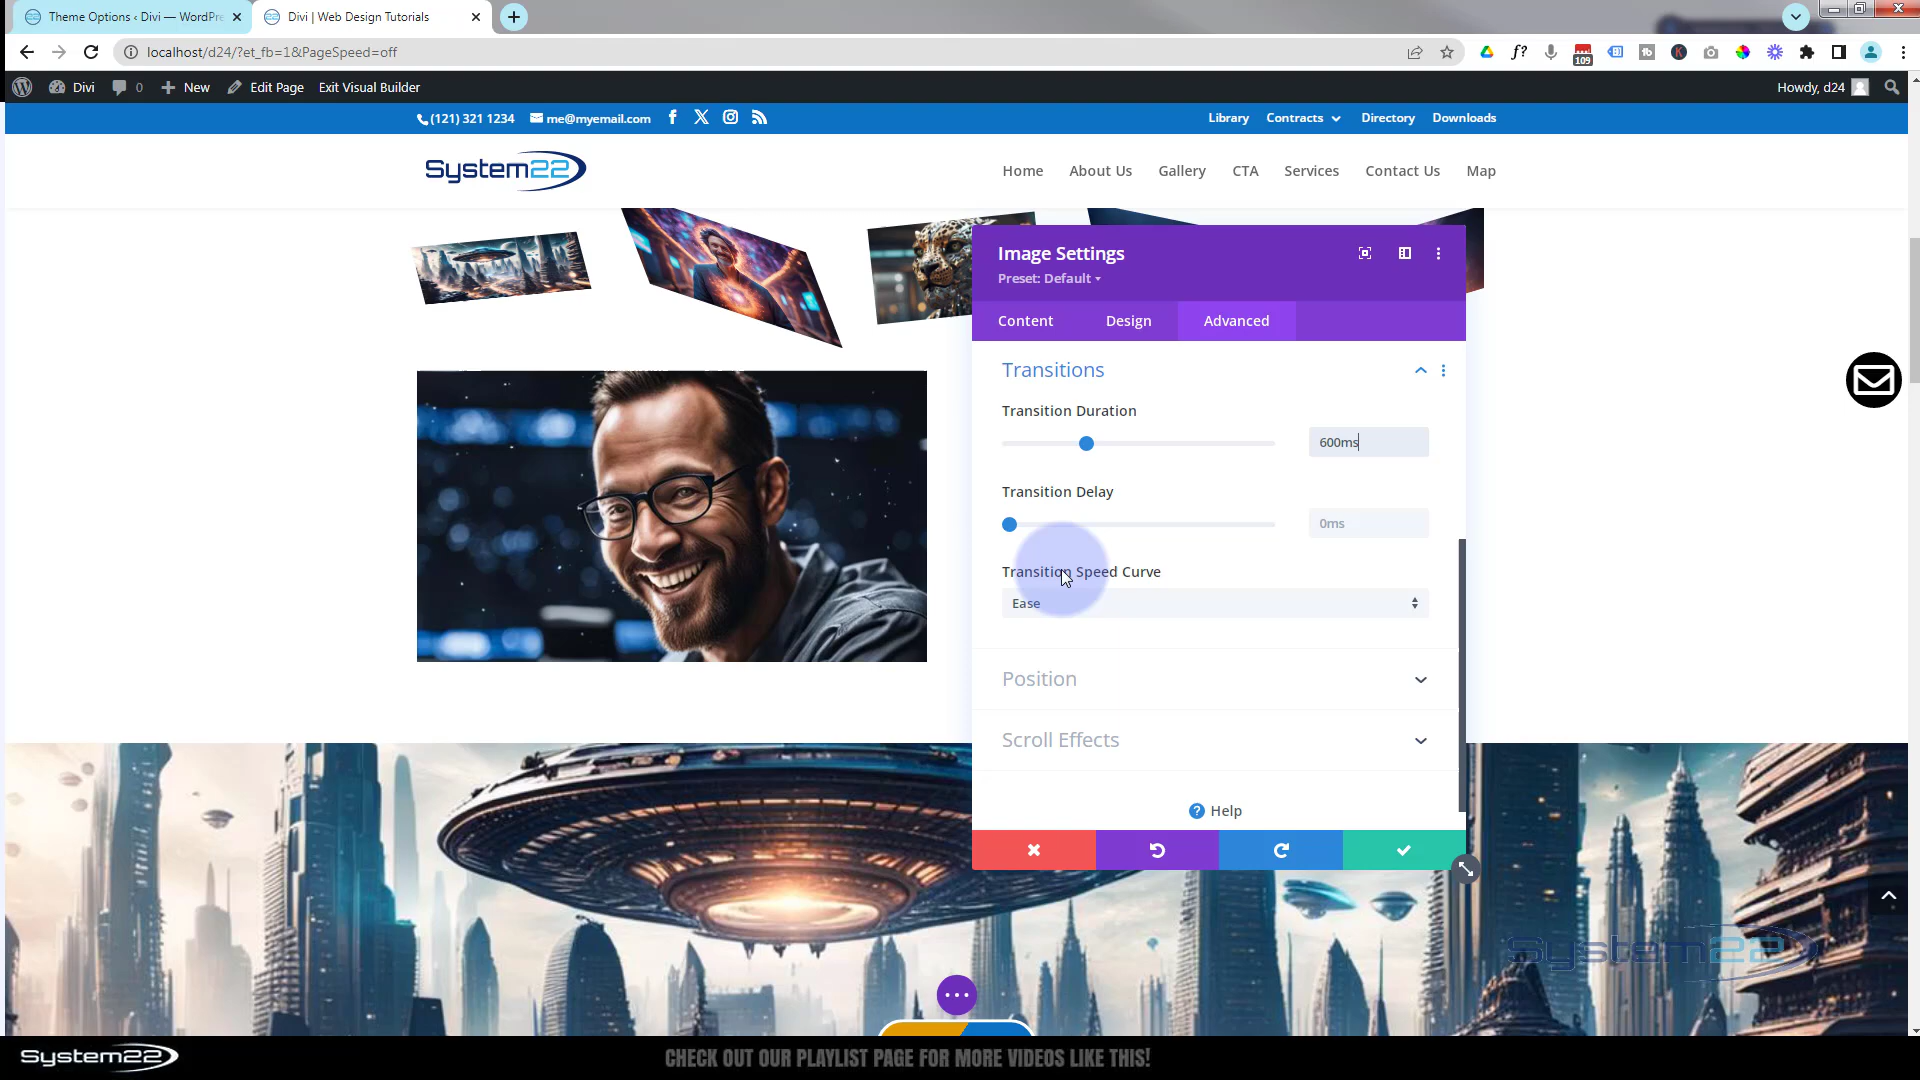 Theme Options ‹ Divi — WordPre
Divi | Web Design Tutorials
localhost/d24/?et_fb=1&PageSpeed=off
109
Divi
0
New
Edit Page
Exit Visual Builder
Howdy, d24
(121) 321 1234
me@myemail.com
Library
Contracts
Directory
Downloads
System22
Home
About Us
Gallery
CTA
Services
Contact Us
Map
Image Settings
Preset: Default
Content
Design
Advanced
Transitions
Transition Duration
600ms
Transition Delay
0ms
Transition Speed Curve
Ease
Position
Scroll Effects
Help
System22
System22
CHECK OUT OUR PLAYLIST PAGE FOR MORE VIDEOS LIKE THIS!